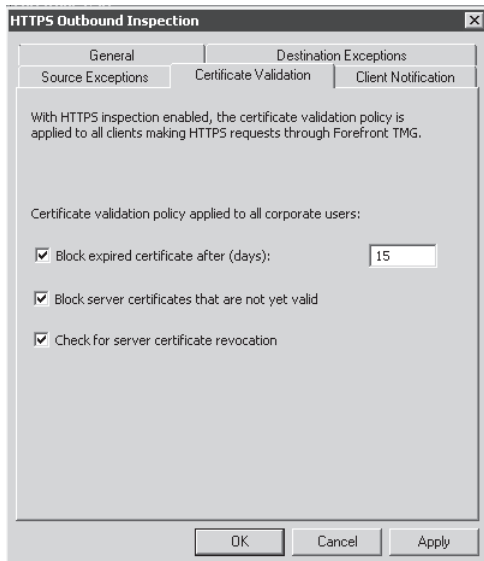 HTTPS Outbound Inspection
General
Destination Exceptions
Source Exceptions
Certificate Validation
Client Notification
With HTTPS inspection enabled, the certificate validation policy is
applied to all clients making HTTPS requests through Forefront TMG.
Certificate validation policy applied to all corporate users:
Block expired certificate after (days):
15
Block server certificates that are not yet valid
Check for server certificate revocation
OK
Cancel
Apply